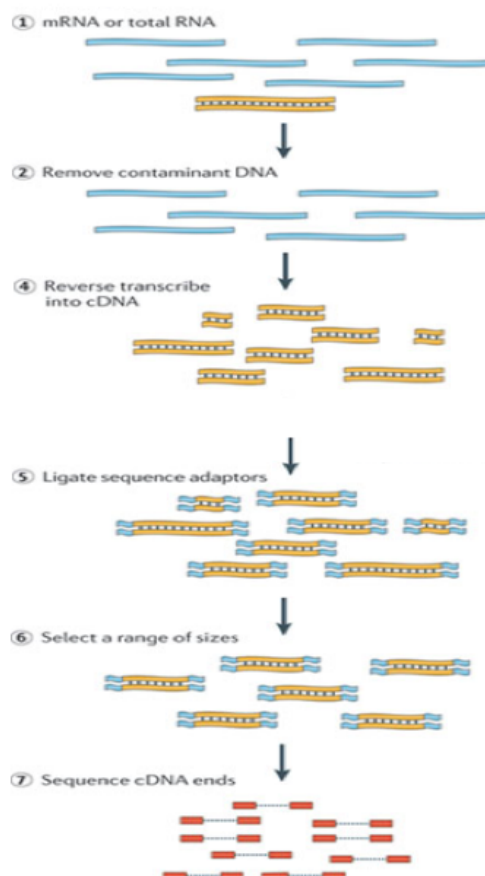 ① mRNA or total RNA
② Remove contaminant DNA
④ Reverse transcribe
into cDNA
⑤ Ligate sequence adaptors
⑥ Select a range of sizes
⑦ Sequence cDNA ends